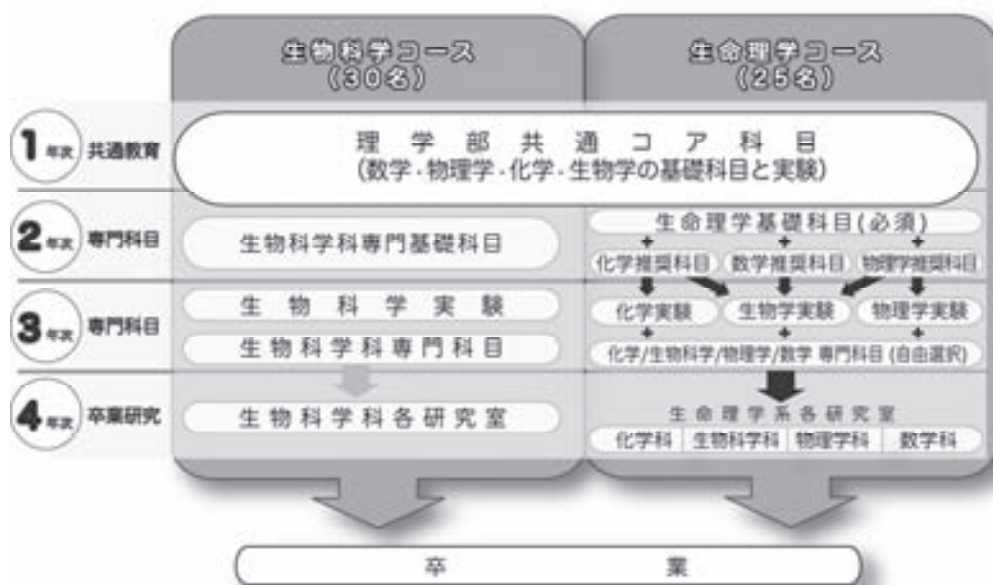 生物科学コース
(30名)
生命理学コース
(25名)
1年次 共通教育
理学部共通コア科目
(数学・物理学・化学・生物学の基礎科目と実験)
2年次 専門科目
生物科学科専門基礎科目
生命理学基礎科目(必須)
+ + +
化学推奨科目 数学推奨科目 物理学推奨科目
3年次 専門科目
生物科学実験
生物科学科専門科目
化学実験 生物学実験 物理学実験
+ + +
化学/生物科学/物理学/数学 専門科目(自由選択)
4年次 卒業研究
生物科学科各研究室
生命理学系各研究室
化学科 生物科学科 物理学科 数学科
卒業